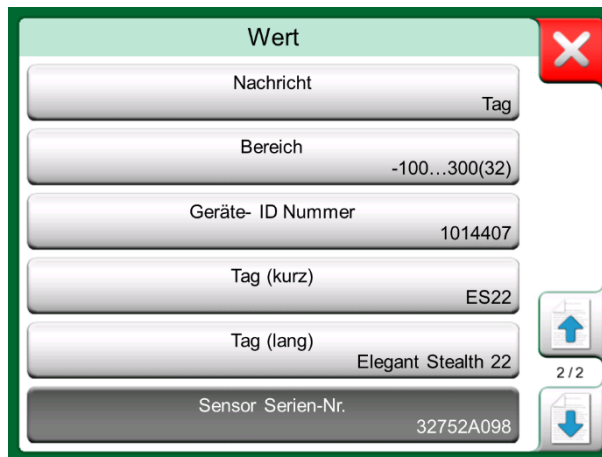 Wert
Nachricht
Tag
Bereich
-100...300(32)
Geräte- ID Nummer
1014407
Tag (kurz)
ES22
Tag (lang)
Elegant Stealth 22
2 / 2
Sensor Serien-Nr.
32752A098